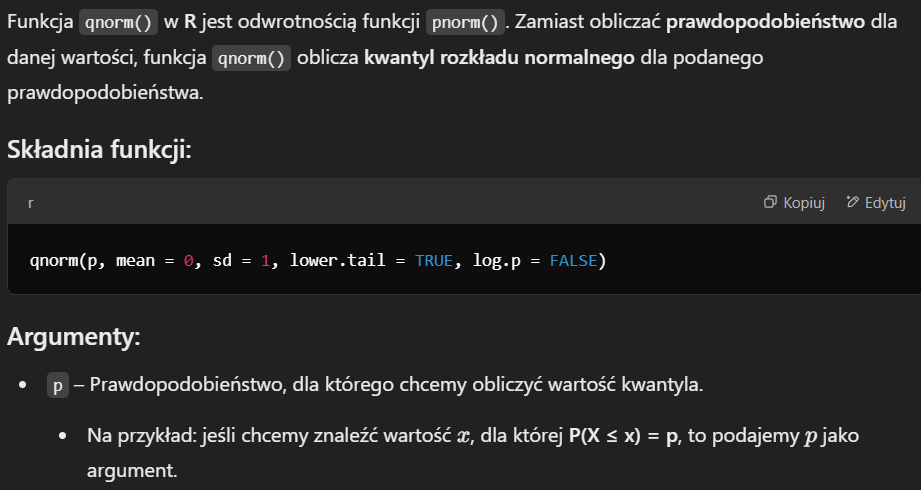 Funkcja qnorm() w R jest odwrotnością funkcji pnorm(). Zamiast obliczać prawdopodobieństwo dla
danej wartości, funkcja qnorm() oblicza kwantyl rozkładu normalnego dla podanego
prawdopodobieństwa.
Składnia funkcji:
r Kopiuj Edytuj
qnorm(p, mean = 0, sd = 1, lower.tail = TRUE, log.p = FALSE)
Argumenty:
• p – Prawdopodobieństwo, dla którego chcemy obliczyć wartość kwantyla.
• Na przykład: jeśli chcemy znaleźć wartość x, dla której P(X ≤ x) = p, to podajemy p jako
argument.